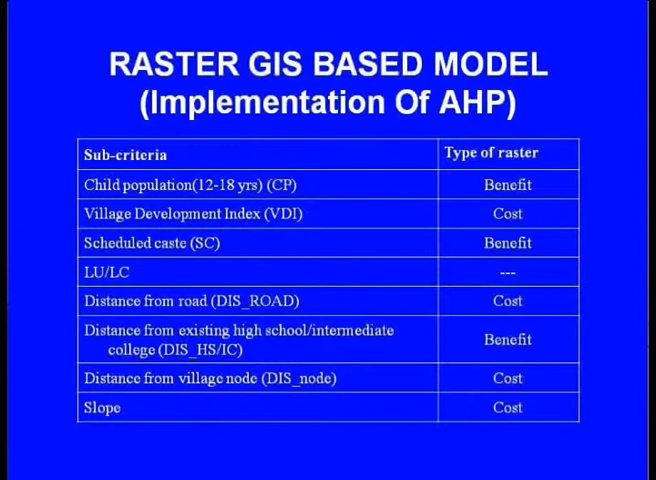 RASTER GIS BASED MODEL
(Implementation Of AHP)
Sub-criteria Type of raster
Child population(12-18 yrs) (CP) Benefit
Village Development Index (VDI) Cost
Scheduled caste (SC) Benefit
LU/LC ---
Distance from road (DIS_ROAD) Cost
Distance from existing high school/intermediate
college (DIS_HS/IC) Benefit
Distance from village node (DIS_node) Cost
Slope Cost